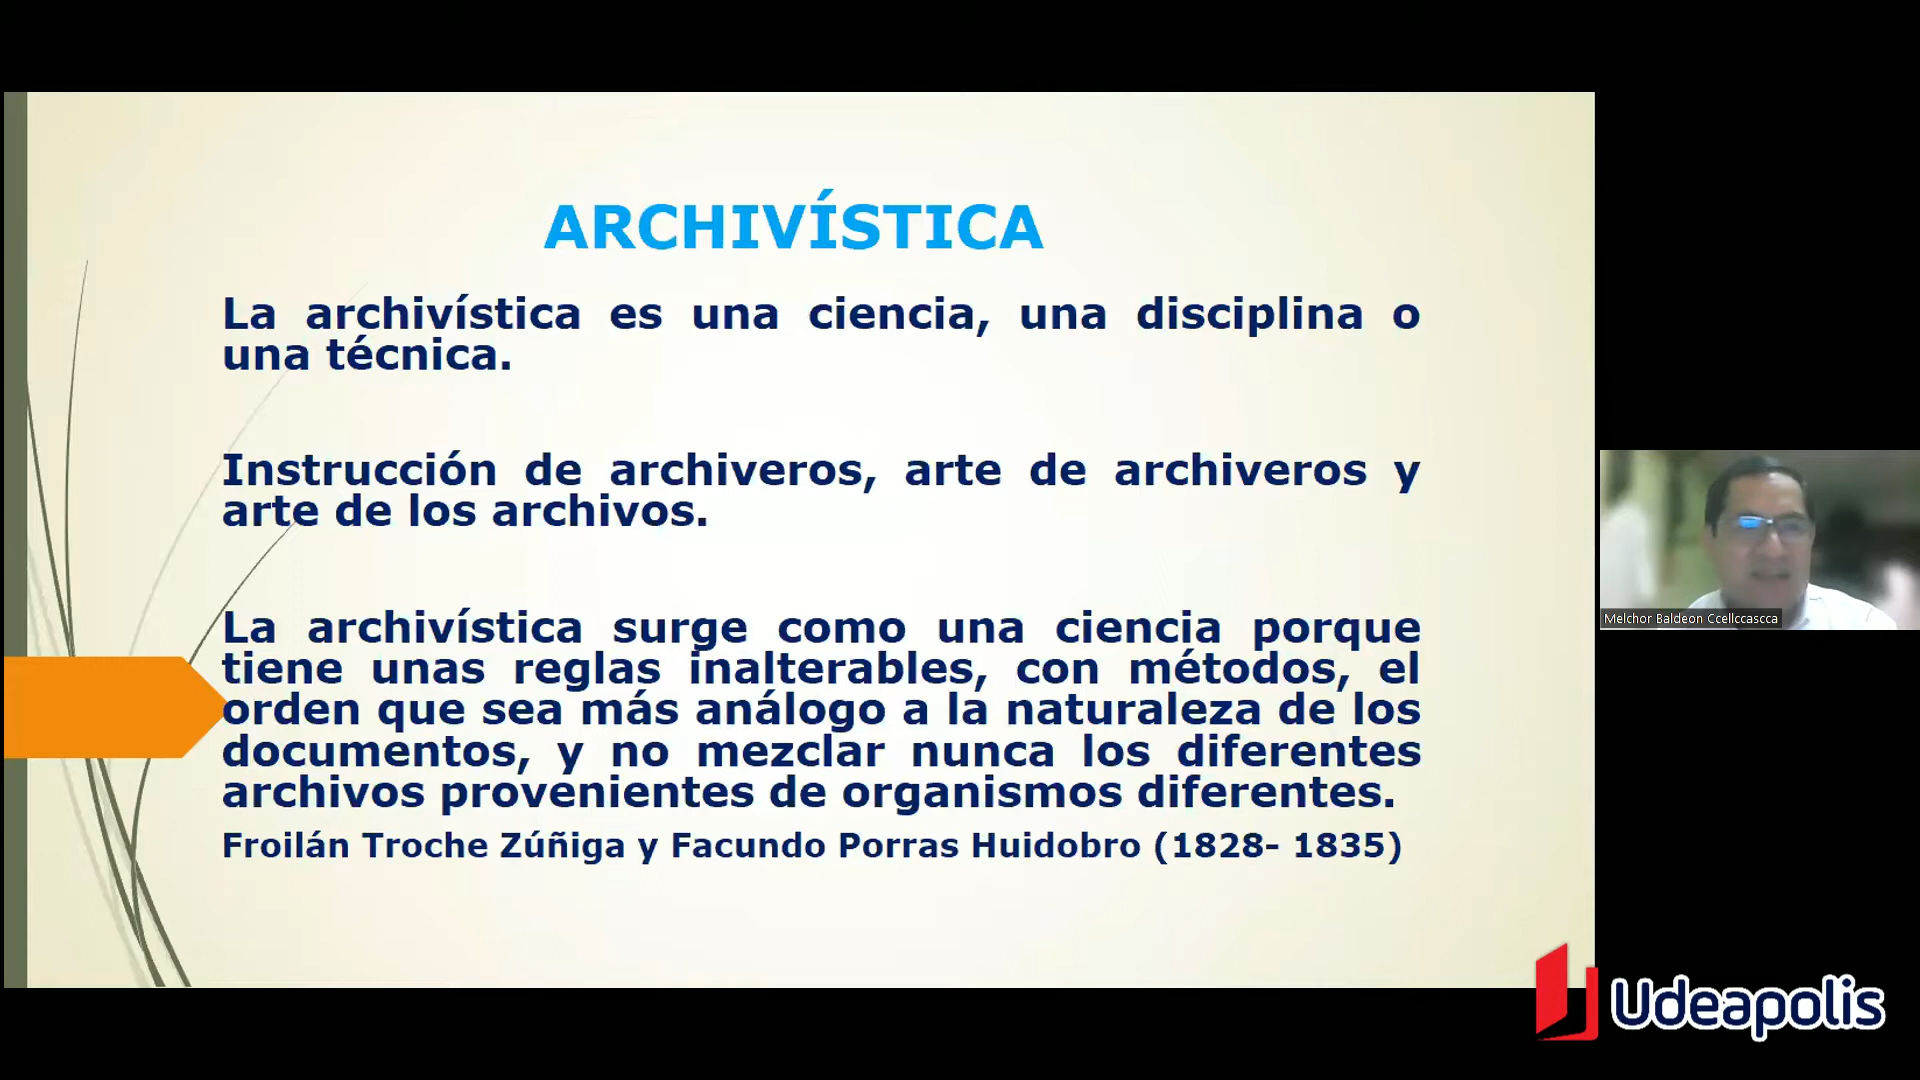 ARCHIVÍSTICA
La archivística es una ciencia, una disciplina o
una técnica.
Instrucción de archiveros, arte de archiveros y
arte de los archivos.
La archivística surge como una ciencia porque
tiene unas reglas inalterables, con métodos, el
orden que sea más análogo a la naturaleza de los
documentos, y no mezclar nunca los diferentes
archivos provenientes de organismos diferentes.
Froilán Troche Zúñiga y Facundo Porras Huidobro (1828- 1835)
Melchor Baldeon Ccellccascca
Udeapolis